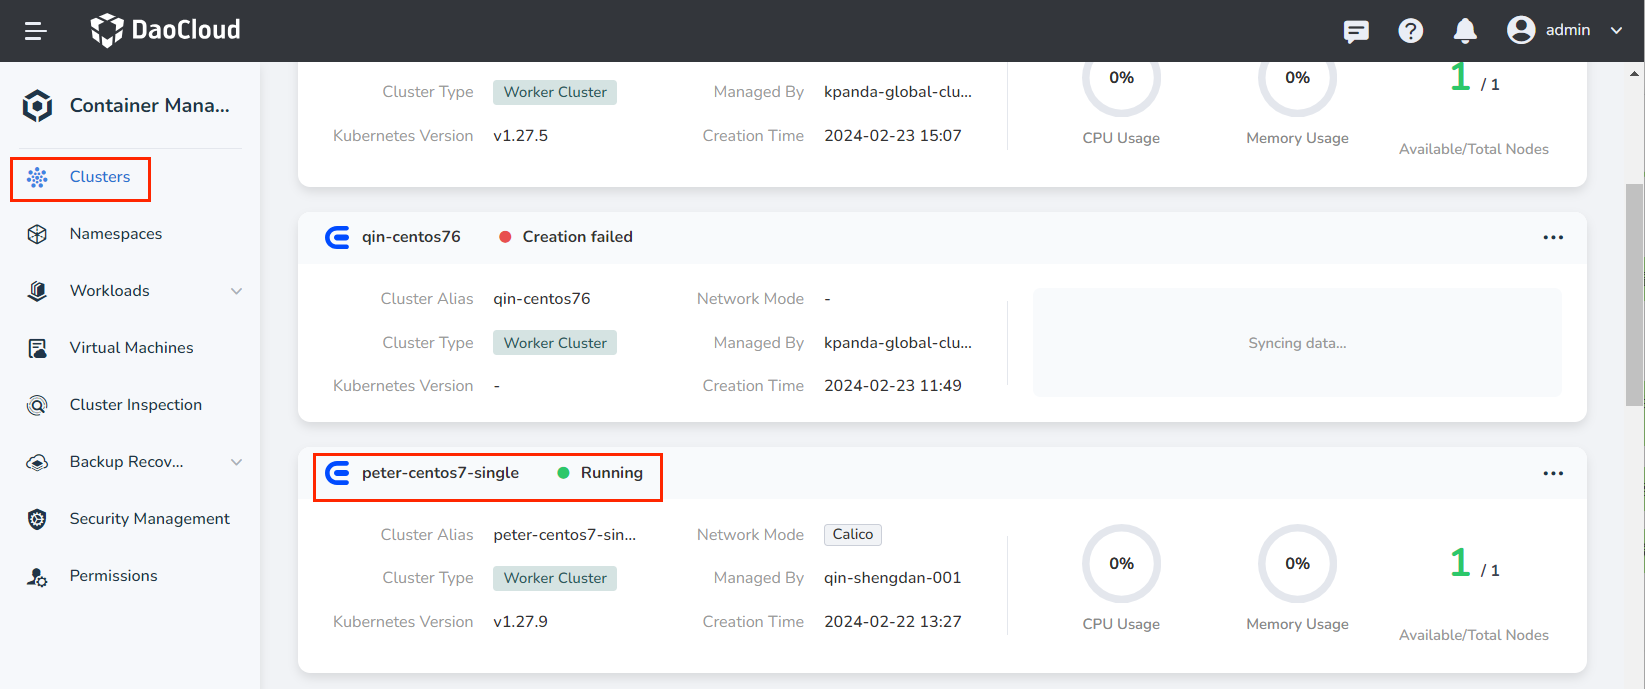 DaoCloud
admin
Container Mana...
Clusters
Namespaces
Workloads
Virtual Machines
Cluster Inspection
Backup Recov...
Security Management
Permissions
Cluster Type Worker Cluster Managed By kpanda-global-clu...
Kubernetes Version v1.27.5 Creation Time 2024-02-23 15:07
0% 0% 1 / 1
CPU Usage Memory Usage Available/Total Nodes
qin-centos76 Creation failed
Cluster Alias qin-centos76 Network Mode -
Cluster Type Worker Cluster Managed By kpanda-global-clu...
Kubernetes Version - Creation Time 2024-02-23 11:49
Syncing data...
peter-centos7-single Running
Cluster Alias peter-centos7-sin... Network Mode Calico
Cluster Type Worker Cluster Managed By qin-shengdan-001
Kubernetes Version v1.27.9 Creation Time 2024-02-22 13:27
0% 0% 1 / 1
CPU Usage Memory Usage Available/Total Nodes